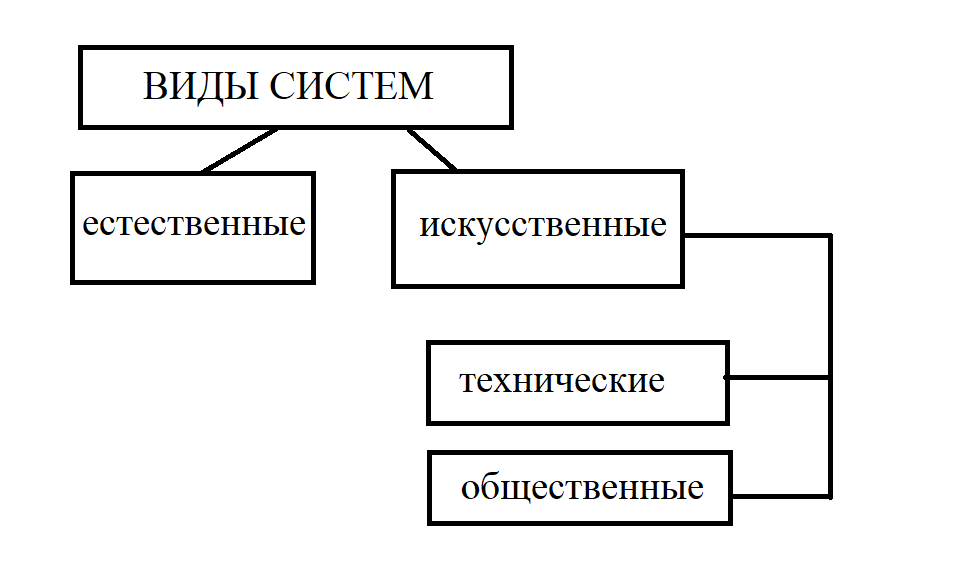 ВИДЫ СИСТЕМ
естественные
искусственные
технические
общественные